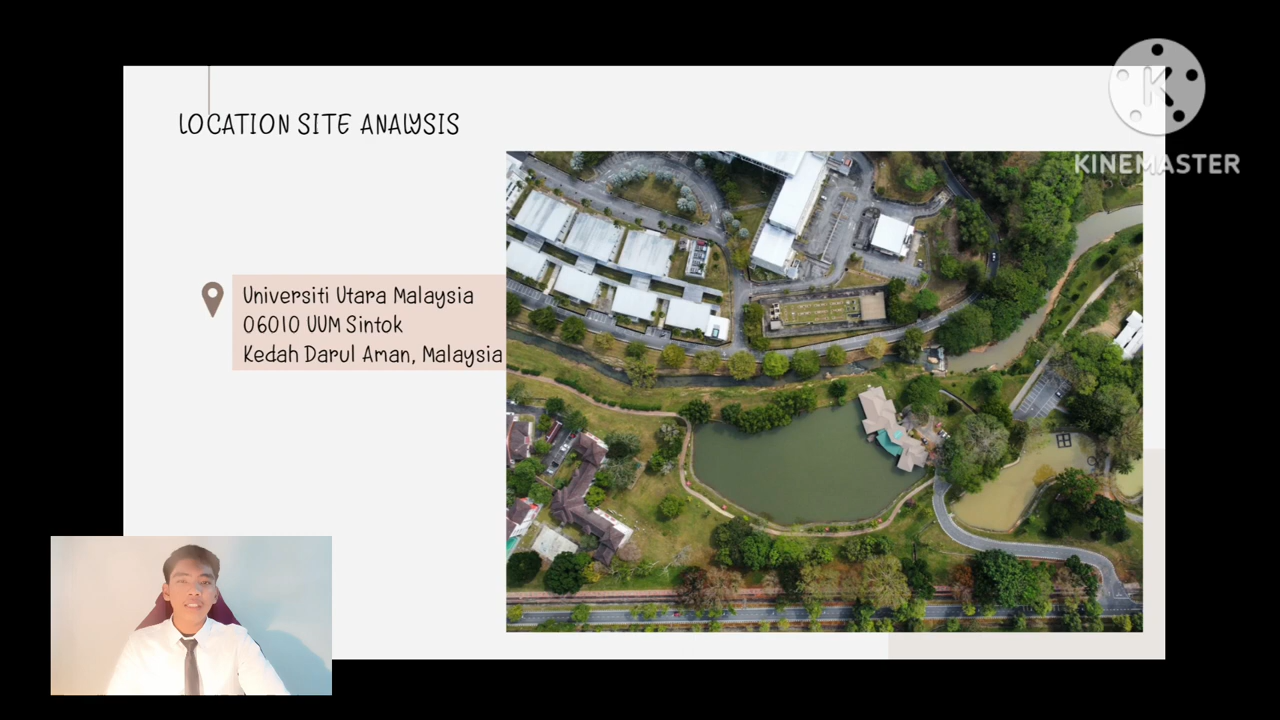 LOCATION SITE ANALYSIS
K
KINEMASTER
Universiti Utara Malaysia
06010 UUM Sintok
Kedah Darul Aman, Malaysia